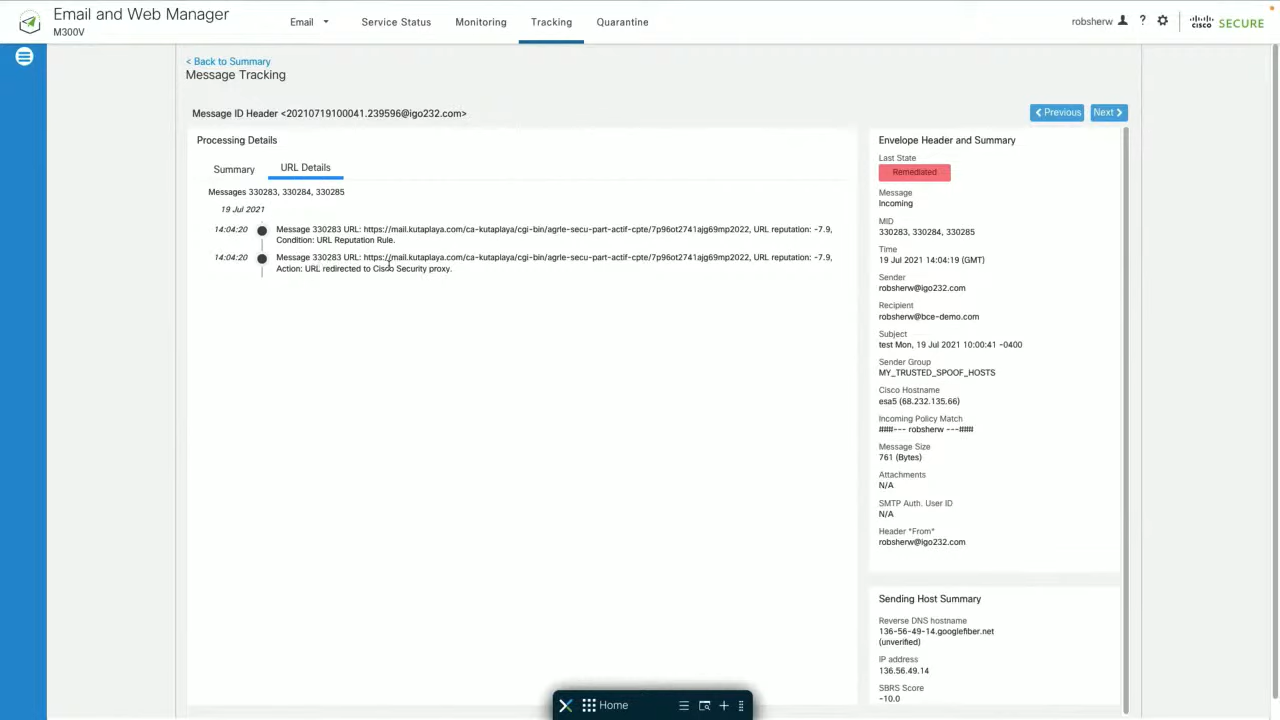 Email and Web Manager
M300V
Email
Service Status
Monitoring
Tracking
Quarantine
robsherw
?
cisco SECURE
< Back to Summary
Message Tracking
Message ID Header <20210719100041.239596@igo232.com>
Previous
Next
Processing Details
Summary
URL Details
Messages 330283, 330284, 330285
19 Jul 2021
14:04:20
Message 330283 URL: https://mail.kutaplaya.com/ca-kutaplaya/cgi-bin/agrle-secu-part-actif-cpte/7p96ot2741ajg69mp2022, URL reputation: -7.9,
Condition: URL Reputation Rule.
14:04:20
Message 330283 URL: https://mail.kutaplaya.com/ca-kutaplaya/cgi-bin/agrle-secu-part-actif-cpte/7p96ot2741ajg69mp2022, URL reputation: -7.9,
Action: URL redirected to Cisco Security proxy.
Envelope Header and Summary
Last State
Remediated
Message
Incoming
MID
330283, 330284, 330285
Time
19 Jul 2021 14:04:19 (GMT)
Sender
robsherw@igo232.com
Recipient
robsherw@bce-demo.com
Subject
test Mon, 19 Jul 2021 10:00:41 -0400
Sender Group
MY_TRUSTED_SPOOF_HOSTS
Cisco Hostname
esa5 (68.232.135.66)
Incoming Policy Match
###--- robsherw ---###
Message Size
761 (Bytes)
Attachments
N/A
SMTP Auth. User ID
N/A
Header "From"
robsherw@igo232.com
Sending Host Summary
Reverse DNS hostname
136-56-49-14.googlefiber.net
(unverified)
IP address
136.56.49.14
SBRS Score
-10.0
Home